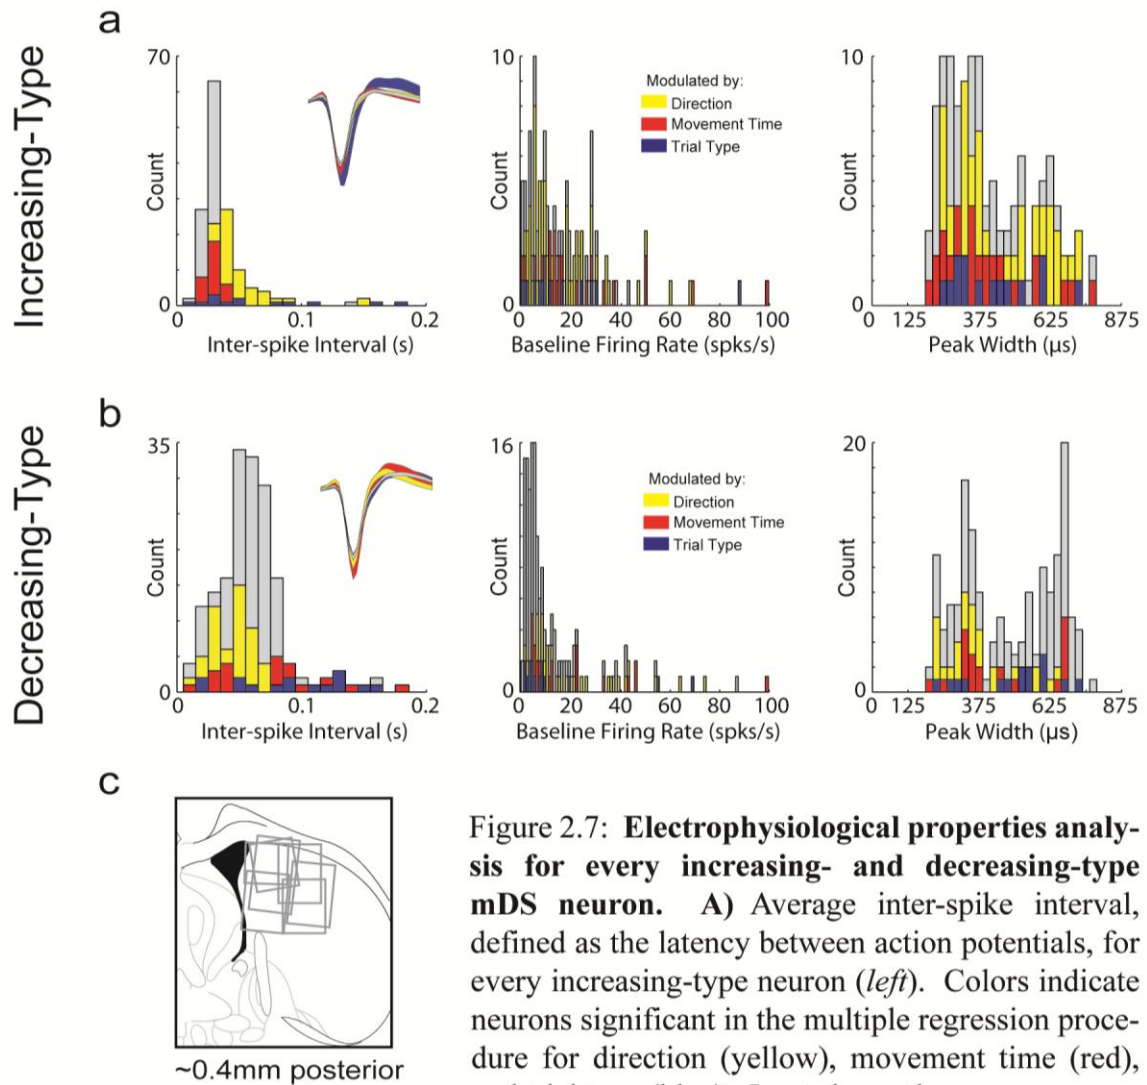 a
Increasing-Type
70
Count
0
0
0.1
0.2
Inter-spike Interval (s)
10
Count
0
0
20
40
60
80
100
Baseline Firing Rate (spks/s)
Modulated by:
Direction
Movement Time
Trial Type
10
Count
0
0
125
375
625
875
Peak Width (µs)
b
Decreasing-Type
35
Count
0
0
0.1
0.2
Inter-spike Interval (s)
16
Count
0
0
20
40
60
80
100
Baseline Firing Rate (spks/s)
Modulated by:
Direction
Movement Time
Trial Type
20
Count
0
0
125
375
625
875
Peak Width (µs)
c
~0.4mm posterior
Figure 2.7: Electrophysiological properties analy-
sis for every increasing- and decreasing-type
mDS neuron. A) Average inter-spike interval,
defined as the latency between action potentials, for
every increasing-type neuron (left). Colors indicate
neurons significant in the multiple regression proce-
dure for direction (yellow), movement time (red),